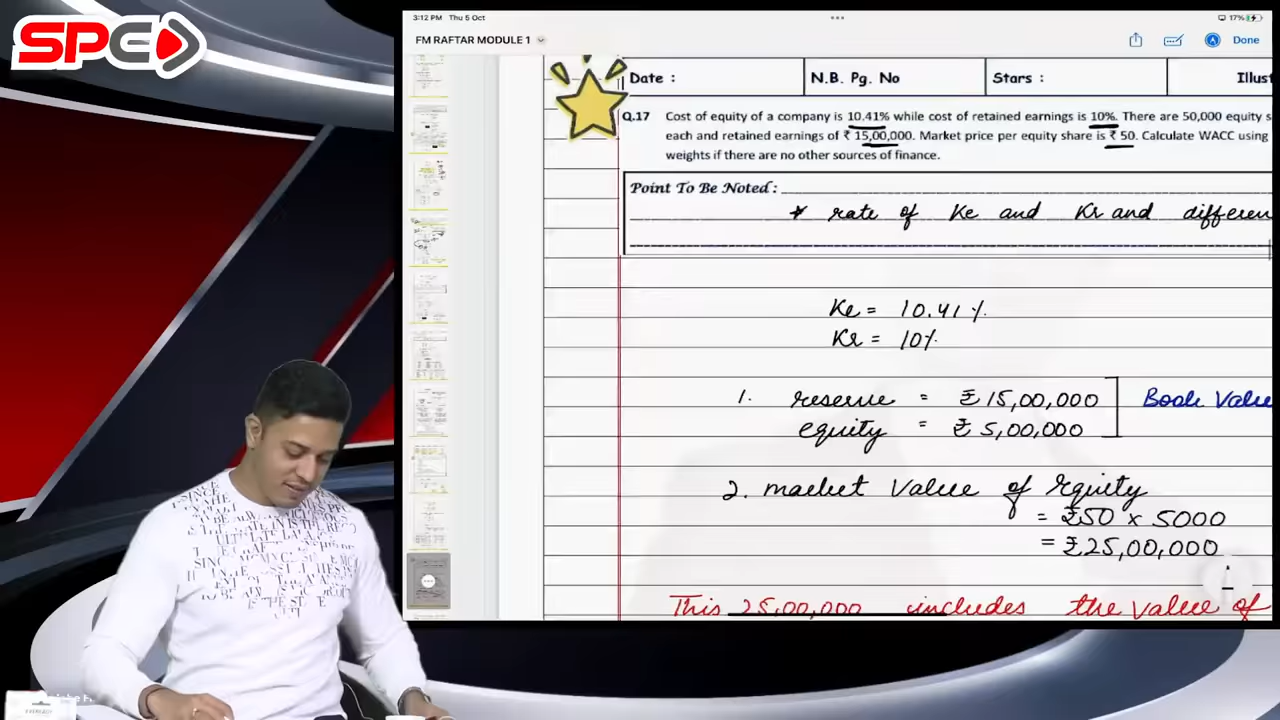 SPC
3:12 PM Thu 5 Oct
17%
FM RAFTAR MODULE 1
Done
Date :
N.B. Pg. No
Stars :
Illust
Q.17 Cost of equity of a company is 10.41% while cost of retained earnings is 10%. There are 50,000 equity s
each and retained earnings of ₹ 15,00,000. Market price per equity share is ₹ 50. Calculate WACC using
weights if there are no other sources of finance.
Point To Be Noted :
* rate of Ke and Kr and differen
Ke = 10.41 %.
Kr = 10%.
1. reserve = ₹ 15,00,000
Book Value
equity = ₹ 5,00,000
2. market Value of equity
= ₹50 x 5000
= ₹25,00,000
This 25,00,000 includes the value of